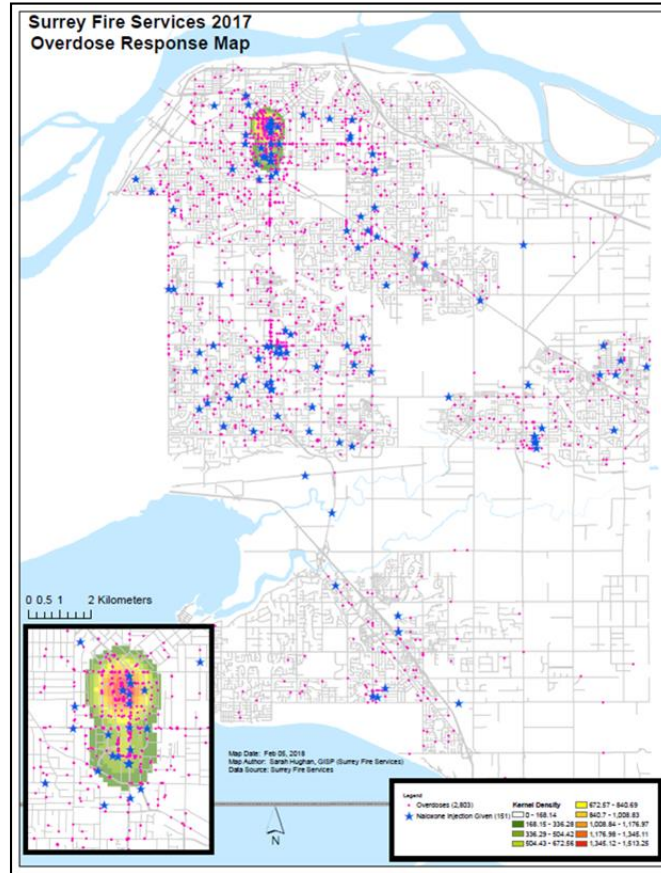 Surrey Fire Services 2017
Overdose Response Map
0 0.5 1 2 Kilometers
Map Date: Feb 05, 2018
Map Author: Sarah Hughan, GISP (Surrey Fire Services)
Data Source: Surrey Fire Services
N
Legend
Overdoses (2,803)
Naloxone Injection Given (151)
Kernel Density
0 - 168.14
168.15 - 336.28
336.29 - 504.42
504.43 - 672.56
672.57 - 840.69
840.7 - 1,008.83
1,008.84 - 1,176.97
1,176.98 - 1,345.11
1,345.12 - 1,513.25